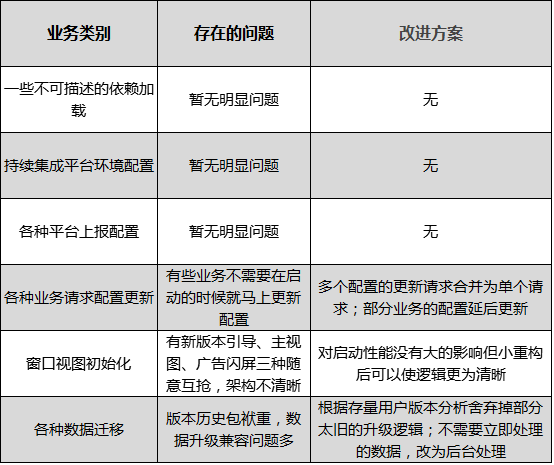 业务类别
存在的问题
改进方案
一些不可描述的依赖加
载
暂无明显问题
无
持续集成平台环境配置
暂无明显问题
无
各种平台上报配置
暂无明显问题
无
各种业务请求配置更新
有些业务不需要在启
动的时候就马上更新
配置
多个配置的更新请求合并为单个请
求；部分业务的配置延后更新
窗口视图初始化
有新版本引导、主视
图、广告闪屏三种随
意互抢，架构不清晰
对启动性能没有大的影响但小重构
后可以使逻辑更为清晰
各种数据迁移
版本历史包袱重，数
据升级兼容问题多
根据存量用户版本分析舍弃掉部分
太旧的升级逻辑；不需要立即处理
的数据，改为后台处理